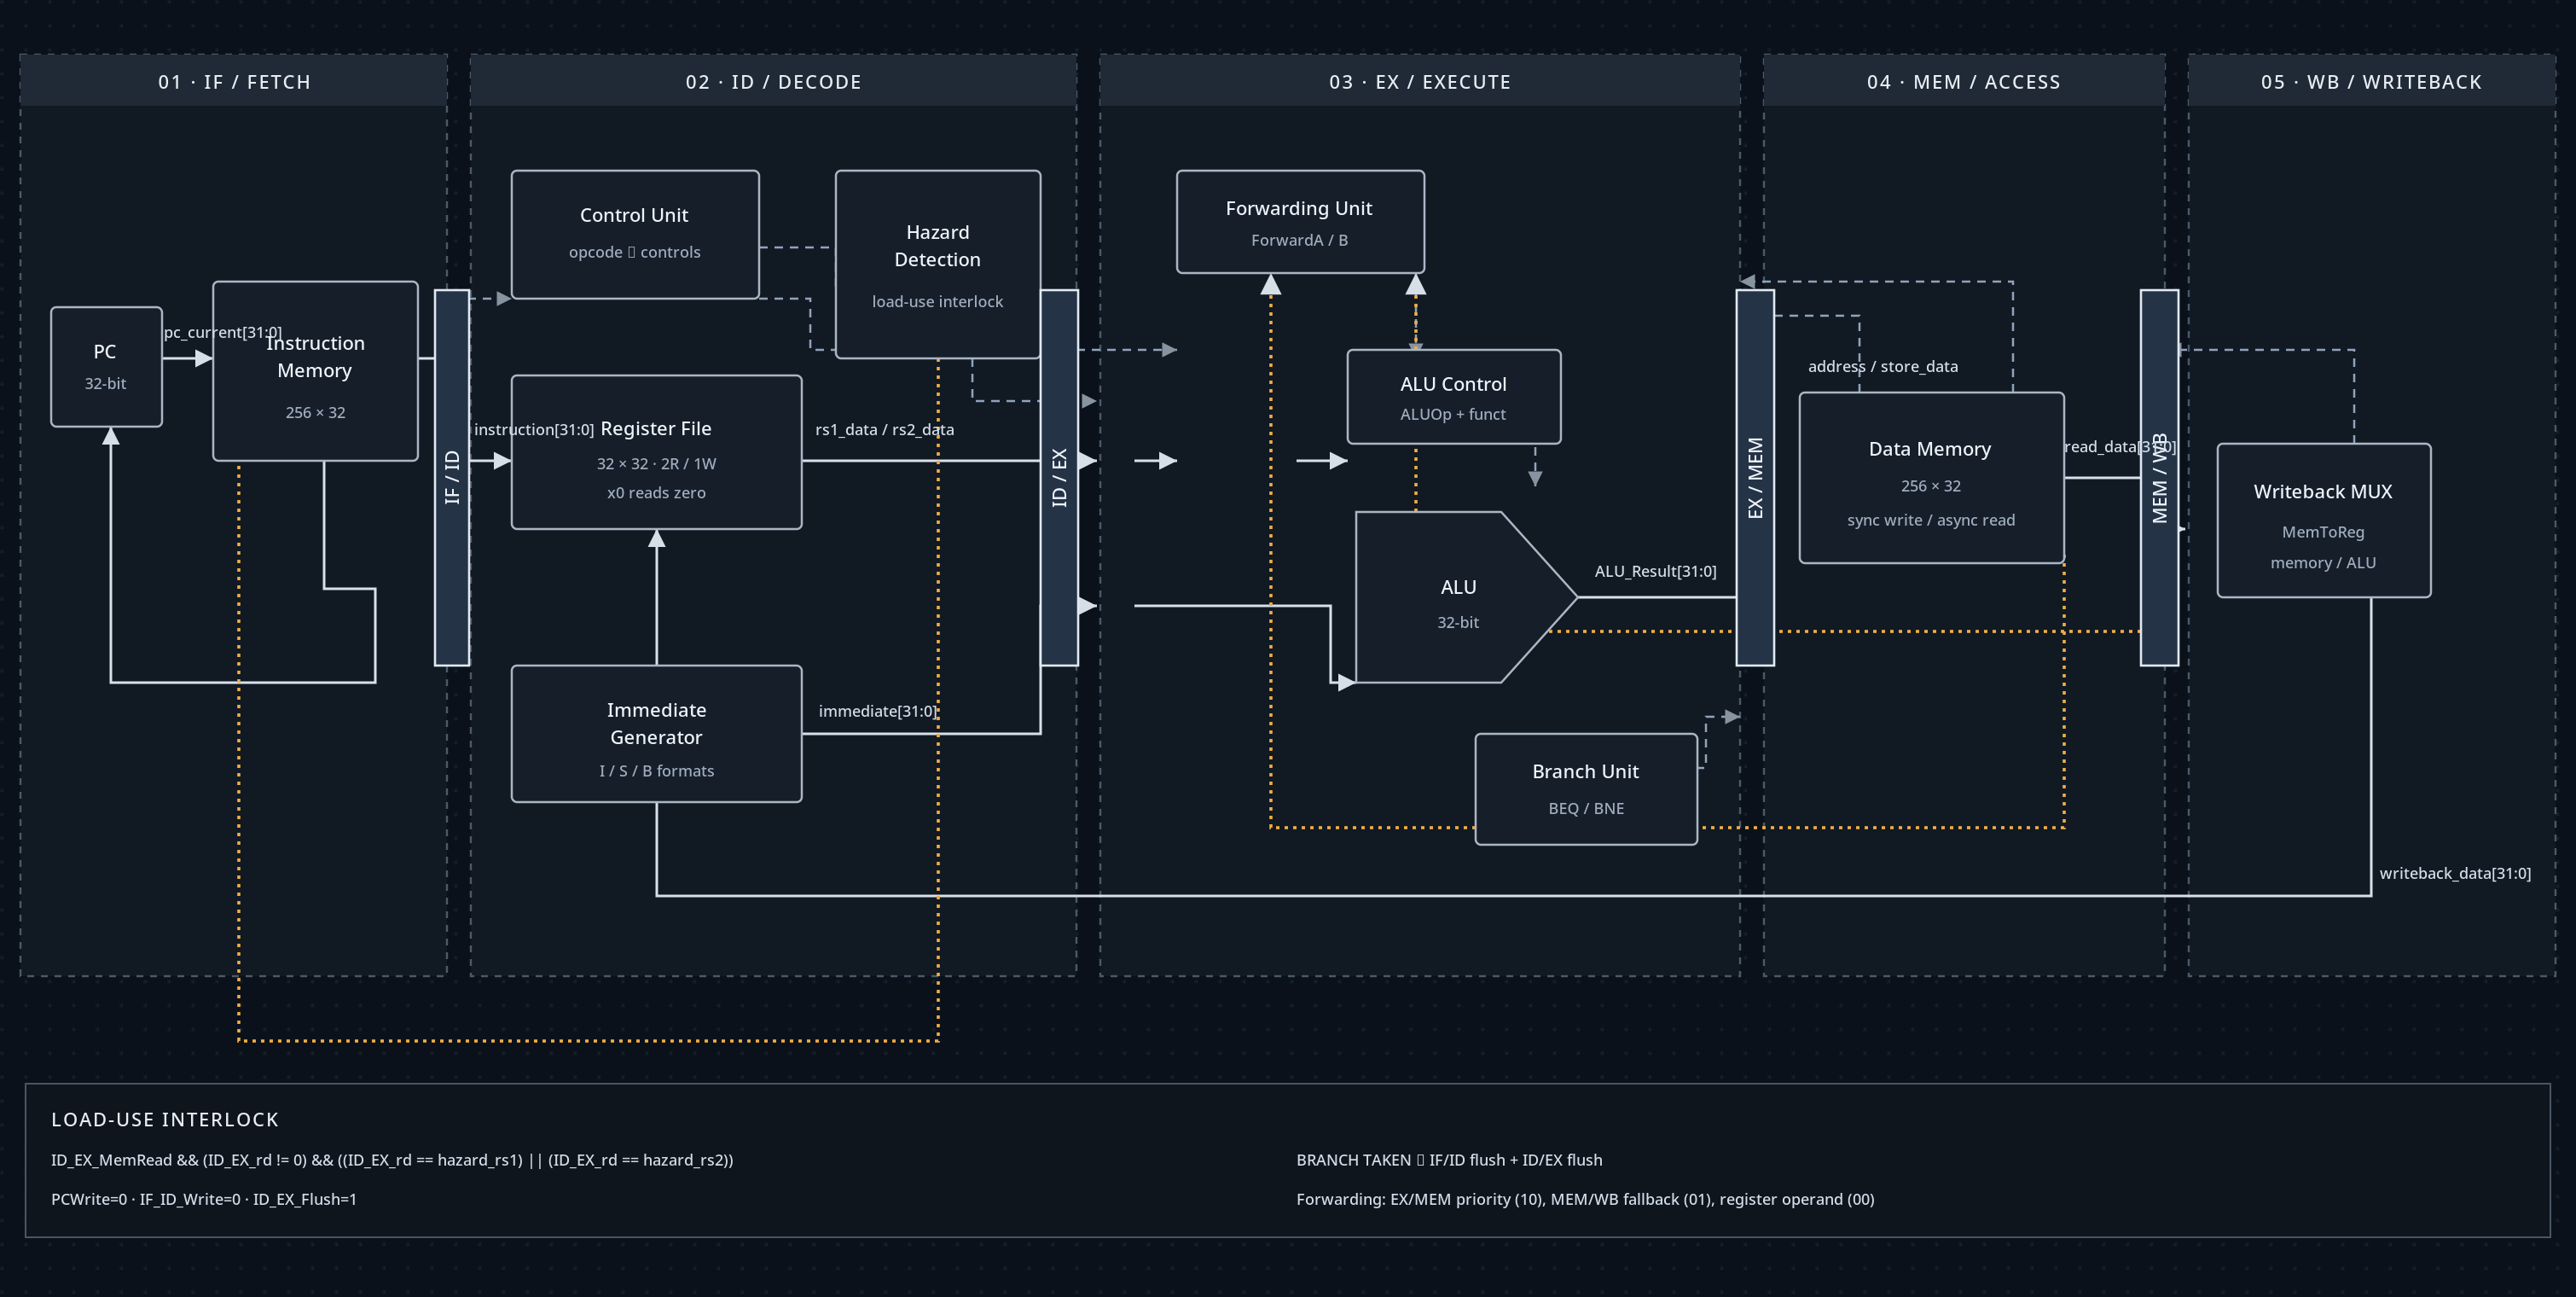 01 · IF / FETCH
02 · ID / DECODE
03 · EX / EXECUTE
04 · MEM / ACCESS
05 · WB / WRITEBACK
PC
32-bit
pc_current[31:0]
Instruction
Memory
256 × 32
IF / ID
Control Unit
opcode ▯ controls
Hazard
Detection
load-use interlock
instruction[31:0]
Register File
32 × 32 · 2R / 1W
x0 reads zero
rs1_data / rs2_data
Immediate
Generator
I / S / B formats
immediate[31:0]
ID / EX
Forwarding Unit
ForwardA / B
ALU Control
ALUOp + funct
ALU
32-bit
ALU_Result[31:0]
Branch Unit
BEQ / BNE
EX / MEM
address / store_data
Data Memory
256 × 32
sync write / async read
read_data[31:0]
MEM / WB
Writeback MUX
MemToReg
memory / ALU
writeback_data[31:0]
LOAD-USE INTERLOCK
ID_EX_MemRead && (ID_EX_rd != 0) && ((ID_EX_rd == hazard_rs1) || (ID_EX_rd == hazard_rs2))
PCWrite=0 · IF_ID_Write=0 · ID_EX_Flush=1
BRANCH TAKEN ▯ IF/ID flush + ID/EX flush
Forwarding: EX/MEM priority (10), MEM/WB fallback (01), register operand (00)